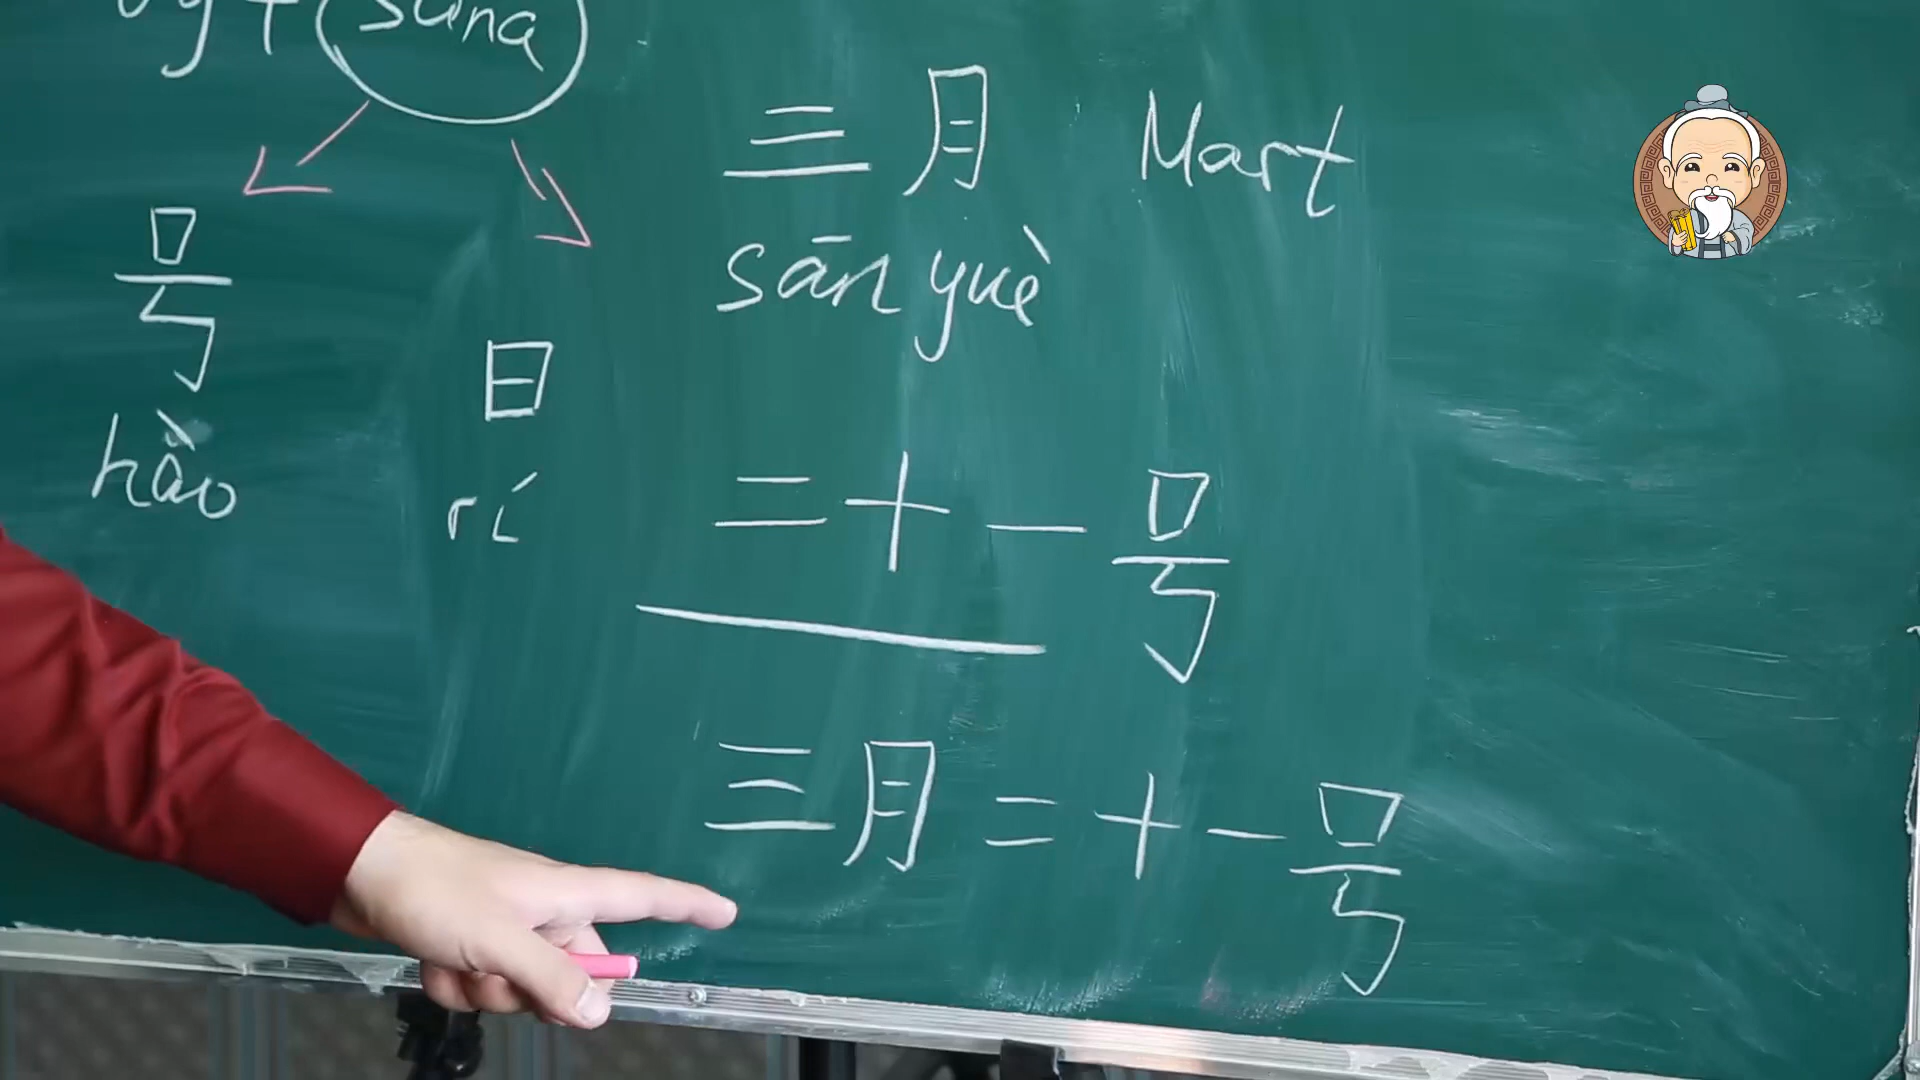 oy + sana
号
hào
日
rí
三月 Mart
sān yuè
二十一号
三月二十一号